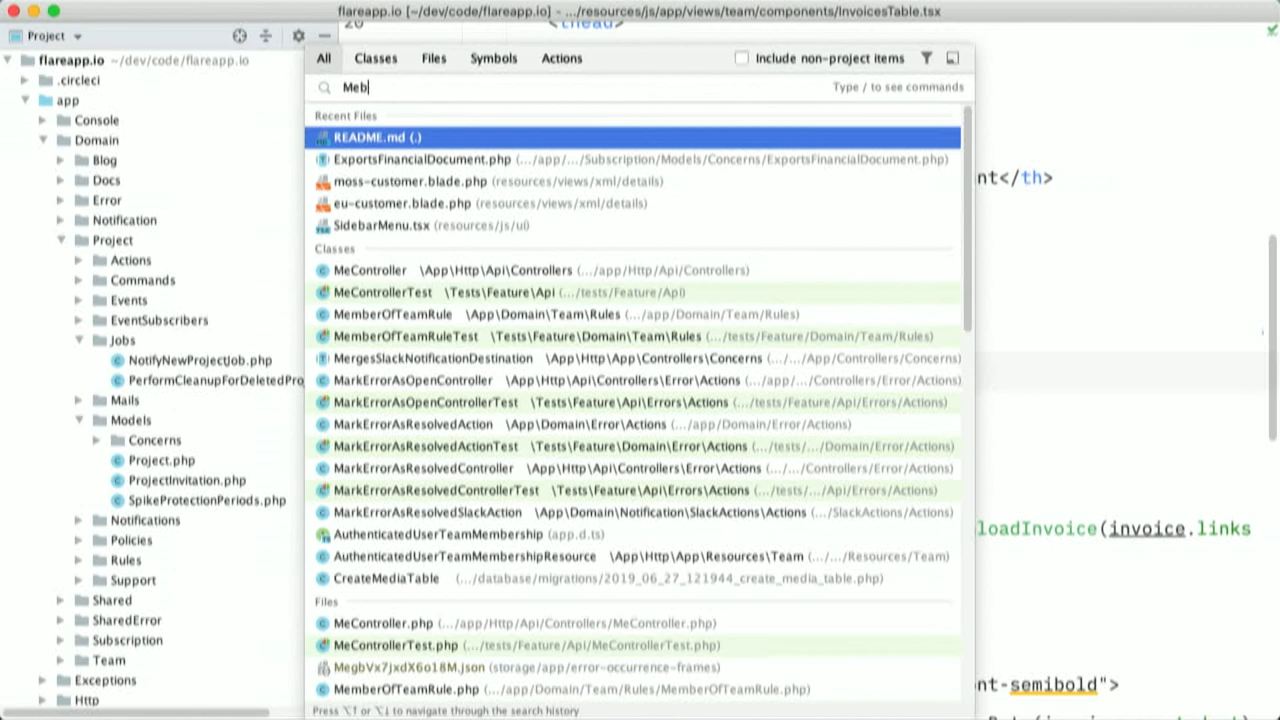 flareapp.io [~/dev/code/flareapp.io] - .../resources/js/app/views/team/components/InvoicesTable.tsx
Project
20 <thead>
flareapp.io ~/dev/code/flareapp.io
.circleci
app
Console
Domain
Blog
Docs
Error
Notification
Project
Actions
Commands
Events
EventSubscribers
Jobs
NotifyNewProjectJob.php
PerformCleanupForDeletedPro
Mails
Models
Concerns
Project.php
ProjectInvitation.php
SpikeProtectionPeriods.php
Notifications
Policies
Rules
Support
Shared
SharedError
Subscription
Team
Exceptions
Http
All Classes Files Symbols Actions Include non-project items
Meb Type / to see commands
Recent Files
README.md (.)
ExportsFinancialDocument.php (.../app/.../Subscription/Models/Concerns/ExportsFinancialDocument.php)
moss-customer.blade.php (resources/views/xml/details)
eu-customer.blade.php (resources/views/xml/details)
SidebarMenu.tsx (resources/js/ui)
Classes
MeController \App\Http\Api\Controllers (.../app/Http/Api/Controllers)
MeControllerTest \Tests\Feature\Api (.../tests/Feature/Api)
MemberOfTeamRule \App\Domain\Team\Rules (.../app/Domain/Team/Rules)
MemberOfTeamRuleTest \Tests\Feature\Domain\Team\Rules (.../tests/Feature/Domain/Team/Rules)
MergesSlackNotificationDestination \App\Http\App\Controllers\Concerns (.../.../App/Controllers/Concerns)
MarkErrorAsOpenController \App\Http\Api\Controllers\Error\Actions (.../app/.../Controllers/Error/Actions)
MarkErrorAsOpenControllerTest \Tests\Feature\Api\Errors\Actions (.../tests/Feature/Api/Errors/Actions)
MarkErrorAsResolvedAction \App\Domain\Error\Actions (.../app/Domain/Error/Actions)
MarkErrorAsResolvedActionTest \Tests\Feature\Domain\Error\Actions (.../tests/.../Domain/Error/Actions)
MarkErrorAsResolvedController \App\Http\Api\Controllers\Error\Actions (.../.../Controllers/Error/Actions)
MarkErrorAsResolvedControllerTest \Tests\Feature\Api\Errors\Actions (.../tests/.../Api/Errors/Actions)
MarkErrorAsResolvedSlackAction \App\Domain\Notification\SlackActions\Actions (.../SlackActions/Actions)
AuthenticatedUserTeamMembership (app.d.ts)
AuthenticatedUserTeamMembershipResource \App\Http\App\Resources\Team (.../.../Resources/Team)
CreateMediaTable (.../database/migrations/2019_06_27_121944_create_media_table.php)
Files
MeController.php (.../app/Http/Api/Controllers/MeController.php)
MeControllerTest.php (.../tests/Feature/Api/MeControllerTest.php)
MegbVx7jxdX6o18M.json (storage/app/error-occurrence-frames)
MemberOfTeamRule.php (.../app/Domain/Team/Rules/MemberOfTeamRule.php)
Press ⌥↑ or ⌥↓ to navigate through the search history
nt</th>
loadInvoice(invoice.links
nt-semibold">